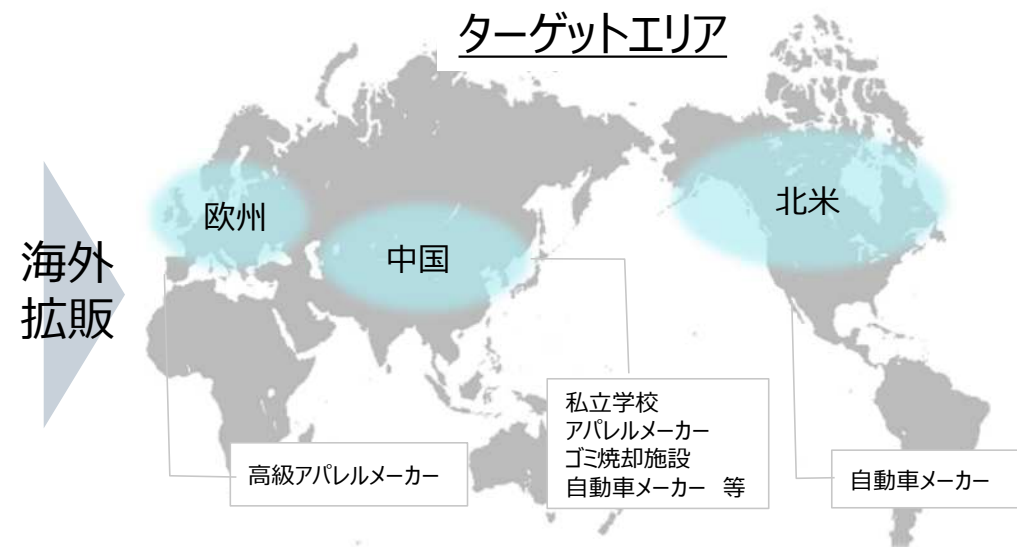 ターゲットエリア
海外
拡販
欧州
中国
北米
高級アパレルメーカー
私立学校
アパレルメーカー
ゴミ焼却施設
自動車メーカー 等
自動車メーカー